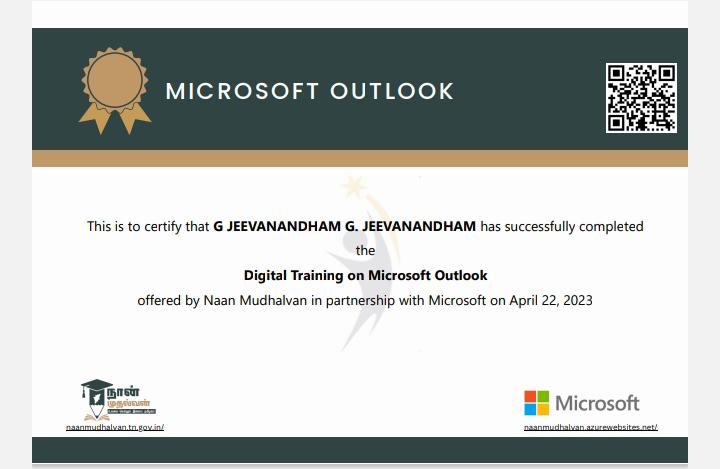 MICROSOFT OUTLOOK
This is to certify that G JEEVANANDHAM G. JEEVANANDHAM has successfully completed
the
Digital Training on Microsoft Outlook
offered by Naan Mudhalvan in partnership with Microsoft on April 22, 2023
நான்
முதல்வன்
Microsoft
naanmudhalvan.tn.gov.in/
naanmudhalvan.azurewebsites.net/